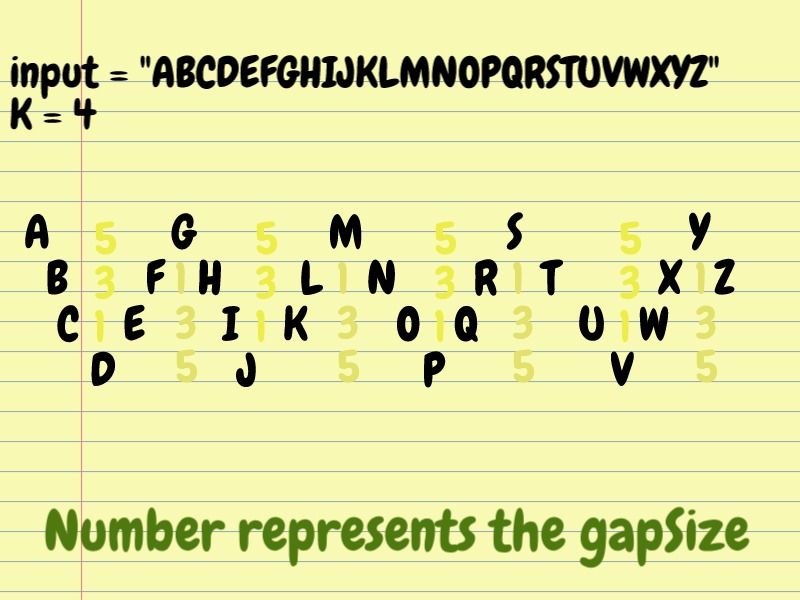 input = "ABCDEFGHIJKLMNOPQRSTUVWXYZ"
K = 4
A 5 G 5 M 5 S 5 Y
B 3 F 1 H 3 L 1 N 3 R 1 T 3 X 1 Z
C 1 E 3 I 1 K 3 O 1 Q 3 U 1 W 3
D 5 J 5 P 5 V 5
Number represents the gapSize